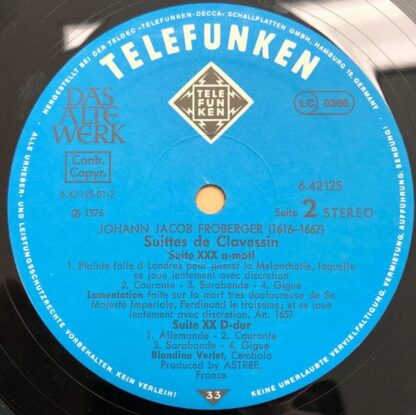 HERGESTELLT BEI DER TELDEC »TELEFUNKEN-DECCA« SCHALLPLATTEN GMBH, HAMBURG 19, GERMANY
TELEFUNKEN
DAS
ALTE
WERK
TELE
FUN
KEN
LC 0366
Contr.
Copyr.
6.42125-01-2
6.42125
℗ 1976
Seite 2 STEREO
JOHANN JACOB FROBERGER (1616–1667)
Suittes de Clavessin
Suite XXX a-moll
1. Plainte faite à Londres pour passer la Melancholie, laquelle
se joue lentement avec discretion
2. Courante - 3. Sarabande - 4. Gigue
Lamentation faite sur la mort tres douloureuse de Sa
Majesté Imperiale, Ferdinand le troisieme; et se joue
lentement avec discretion. An. 1657
Suite XX D-dur
1. Allemande - 2. Courante
3. Sarabande - 4. Gigue
Blandine Verlet, Cembalo
Produced by ASTREE,
France
33
ALLE URHEBER- UND LEISTUNGSSCHUTZRECHTE VORBEHALTEN. KEIN VERLEIH!
KEINE UNERLAUBTE VERVIELFÄLTIGUNG, VERMIETUNG, AUFFÜHRUNG, SENDUNG!